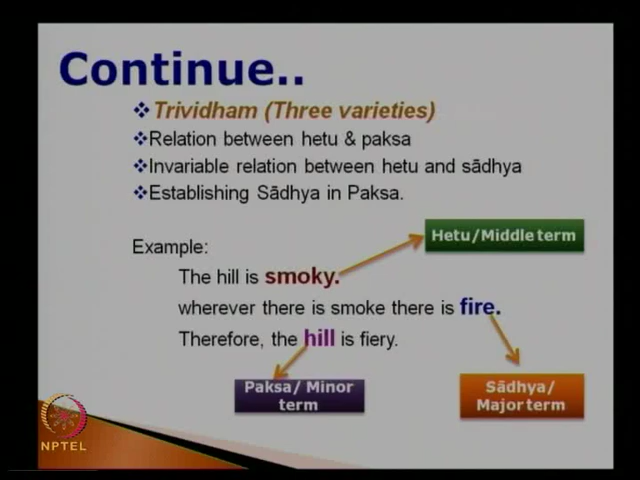 Continue..
❖Trividham (Three varieties)
❖Relation between hetu & paksa
❖Invariable relation between hetu and sādhya
❖Establishing Sādhya in Paksa.
Hetu/Middle term
Example:
The hill is smoky.
wherever there is smoke there is fire.
Therefore, the hill is fiery.
Paksa/ Minor
term
Sādhya/
Major term
NPTEL